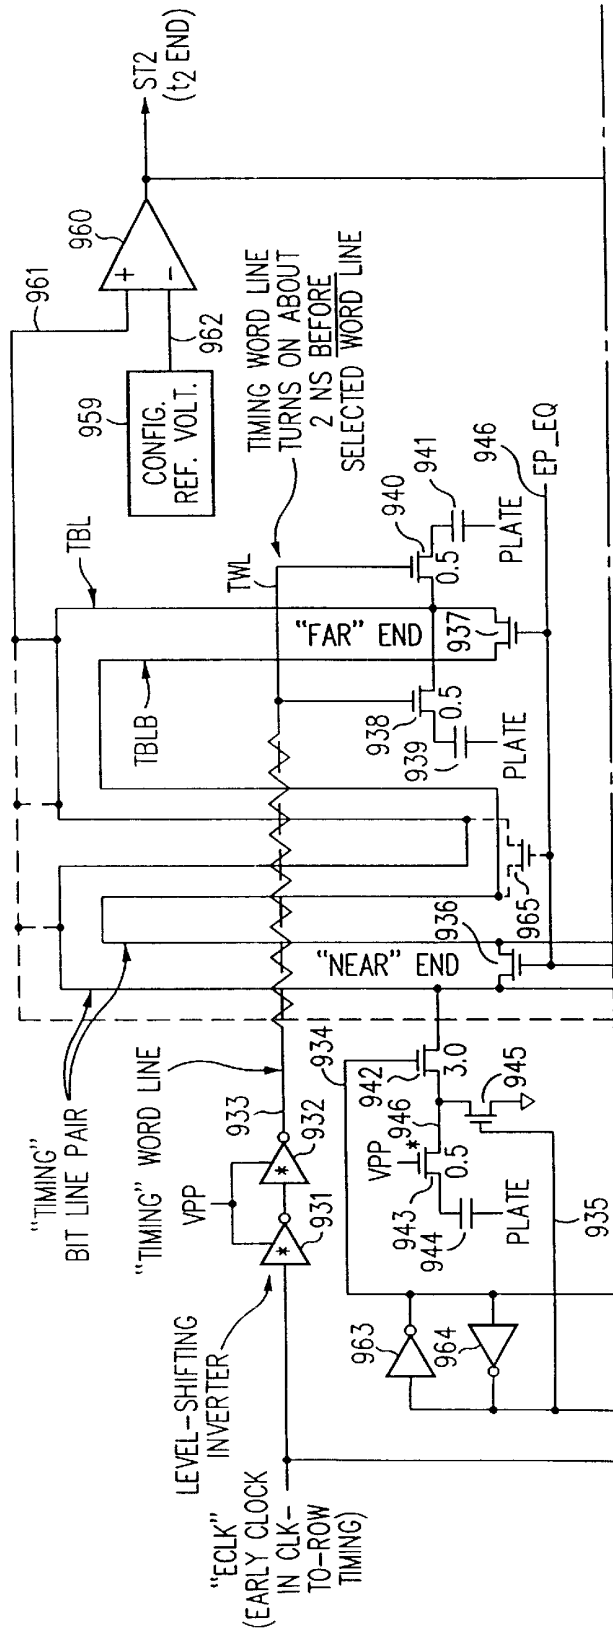 ST2
(t2 END)
960
961
+
−
962
959
CONFIG.
REF. VOLT.
TIMING WORD LINE
TURNS ON ABOUT
2 NS BEFORE
SELECTED WORD LINE
TBL
TWL
940
941
0.5
PLATE
EP_EQ
946
"FAR" END
937
TBLB
938
0.5
939
PLATE
965
936
"NEAR" END
"TIMING"
BIT LINE PAIR
"TIMING" WORD LINE
933
932
*
VPP
931
*
934
942
3.0
945
946
VPP
*
0.5
943
944
PLATE
935
LEVEL-SHIFTING
INVERTER
963
964
"ECLK"
(EARLY CLOCK
IN CLK-
TO-ROW
TIMING)